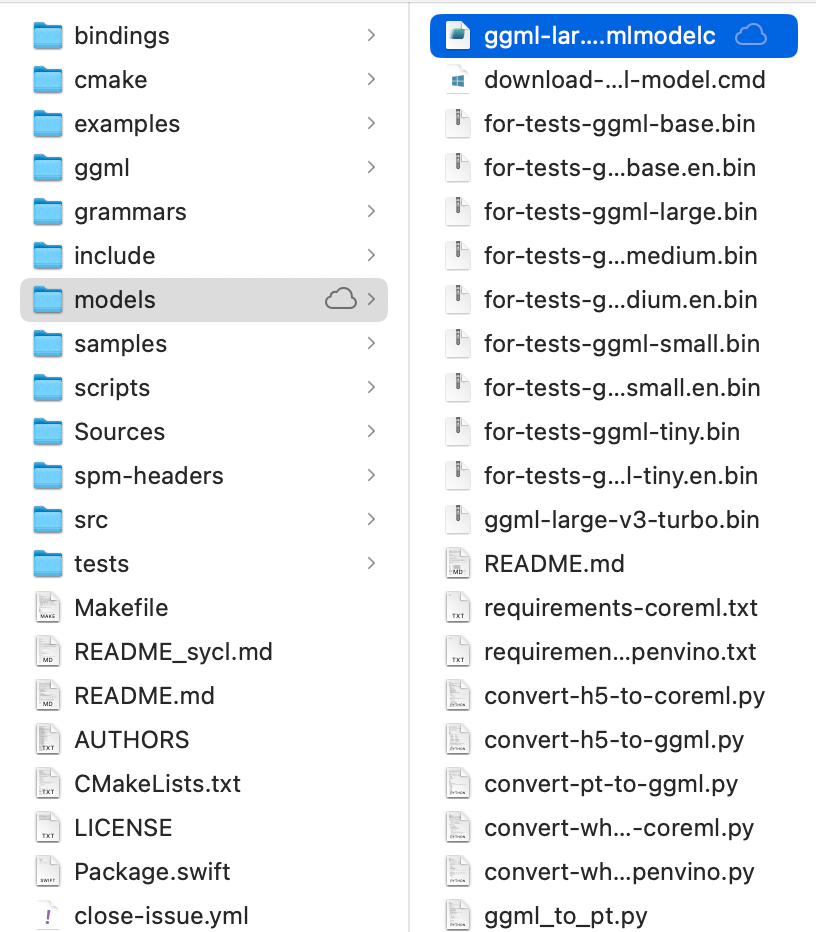 bindings
cmake
examples
ggml
grammars
include
models
samples
scripts
Sources
spm-headers
src
tests
Makefile
README_sycl.md
README.md
AUTHORS
CMakeLists.txt
LICENSE
Package.swift
close-issue.yml
ggml-lar....mlmodelc
download-...l-model.cmd
for-tests-ggml-base.bin
for-tests-g...base.en.bin
for-tests-ggml-large.bin
for-tests-g...medium.bin
for-tests-g...dium.en.bin
for-tests-ggml-small.bin
for-tests-g...small.en.bin
for-tests-ggml-tiny.bin
for-tests-g...l-tiny.en.bin
ggml-large-v3-turbo.bin
README.md
requirements-coreml.txt
requiremen...penvino.txt
convert-h5-to-coreml.py
convert-h5-to-ggml.py
convert-pt-to-ggml.py
convert-wh...-coreml.py
convert-wh...penvino.py
ggml_to_pt.py